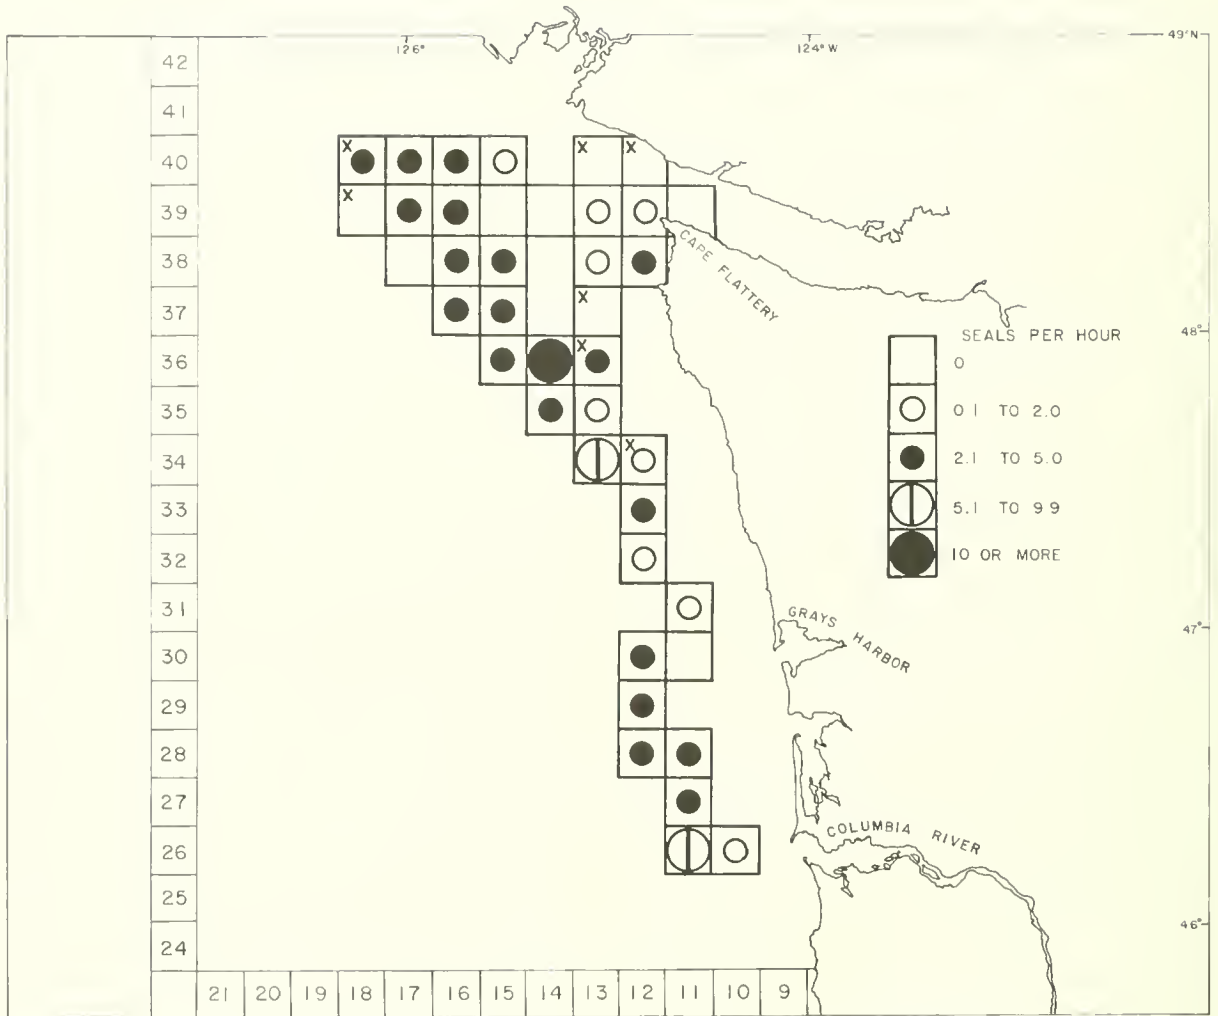 49°N
126°
124°W
42
41
40
39
38
37
36
35
34
33
32
31
30
29
28
27
26
25
24
x
x
x
x
x
x
x
CAPE FLATTERY
48°
SEALS PER HOUR
0
0.1 TO 2.0
2.1 TO 5.0
5.1 TO 9.9
10 OR MORE
GRAYS HARBOR
47°
COLUMBIA RIVER
46°
21 20 19 18 17 16 15 14 13 12 11 10 9